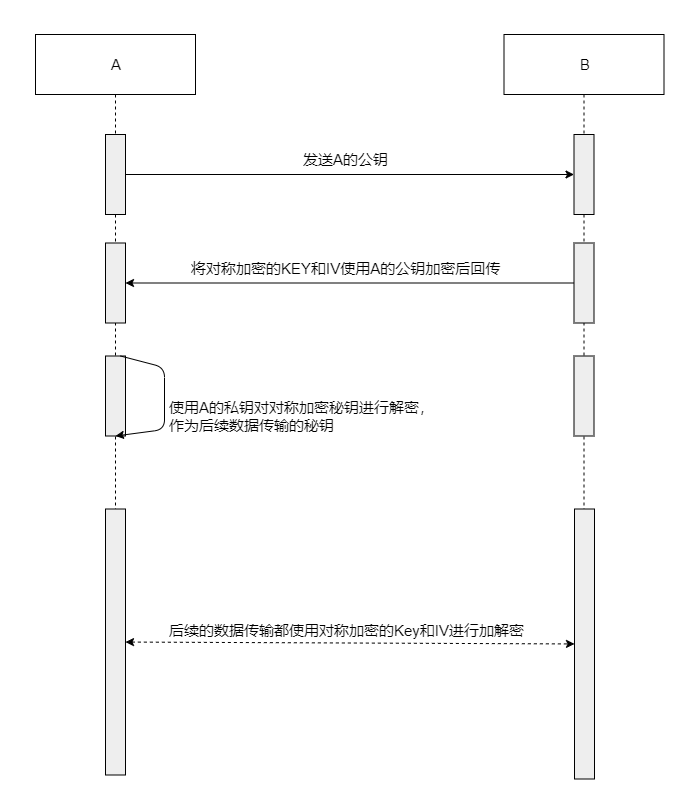 A
B
发送A的公钥
将对称加密的KEY和IV使用A的公钥加密后回传
使用A的私钥对对称加密秘钥进行解密，
作为后续数据传输的秘钥
后续的数据传输都使用对称加密的Key和IV进行加解密